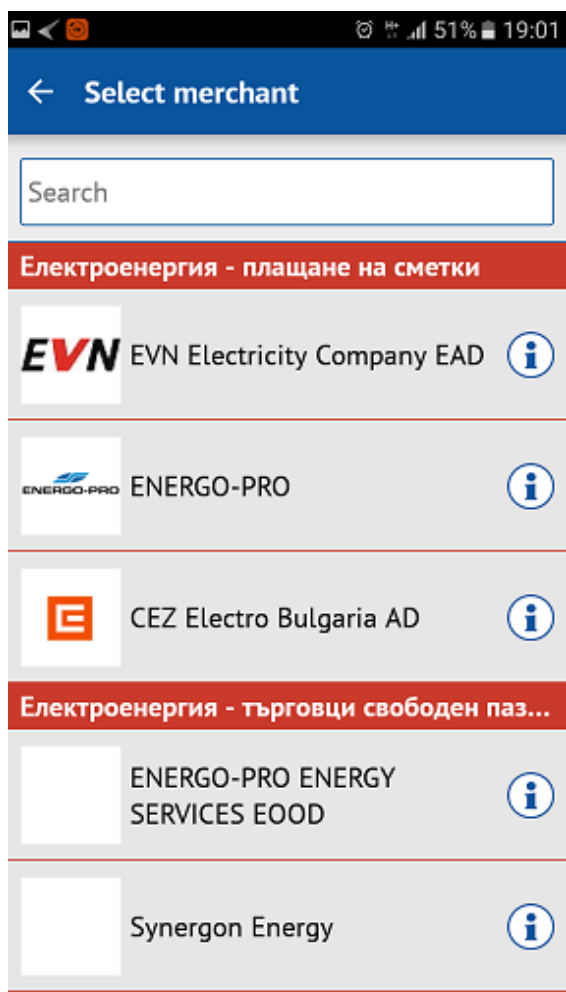 51% 19:01
Select merchant
Search
Електроенергия - плащане на сметки
EVN EVN Electricity Company EAD
ENERGO-PRO ENERGO-PRO
CEZ Electro Bulgaria AD
Електроенергия - търговци свободен паз...
ENERGO-PRO ENERGY
SERVICES EOOD
Synergon Energy